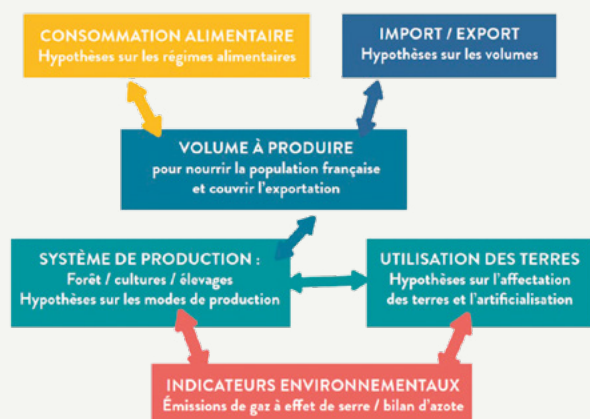 CONSOMMATION ALIMENTAIRE
Hypothèses sur les régimes alimentaires
IMPORT / EXPORT
Hypothèses sur les volumes
VOLUME À PRODUIRE
pour nourrir la population française
et couvrir l'exportation
SYSTÈME DE PRODUCTION :
Forêt / cultures / élevages
Hypothèses sur les modes de production
UTILISATION DES TERRES
Hypothèses sur l'affectation
des terres et l'artificialisation
INDICATEURS ENVIRONNEMENTAUX
Émissions de gaz à effet de serre / bilan d'azote